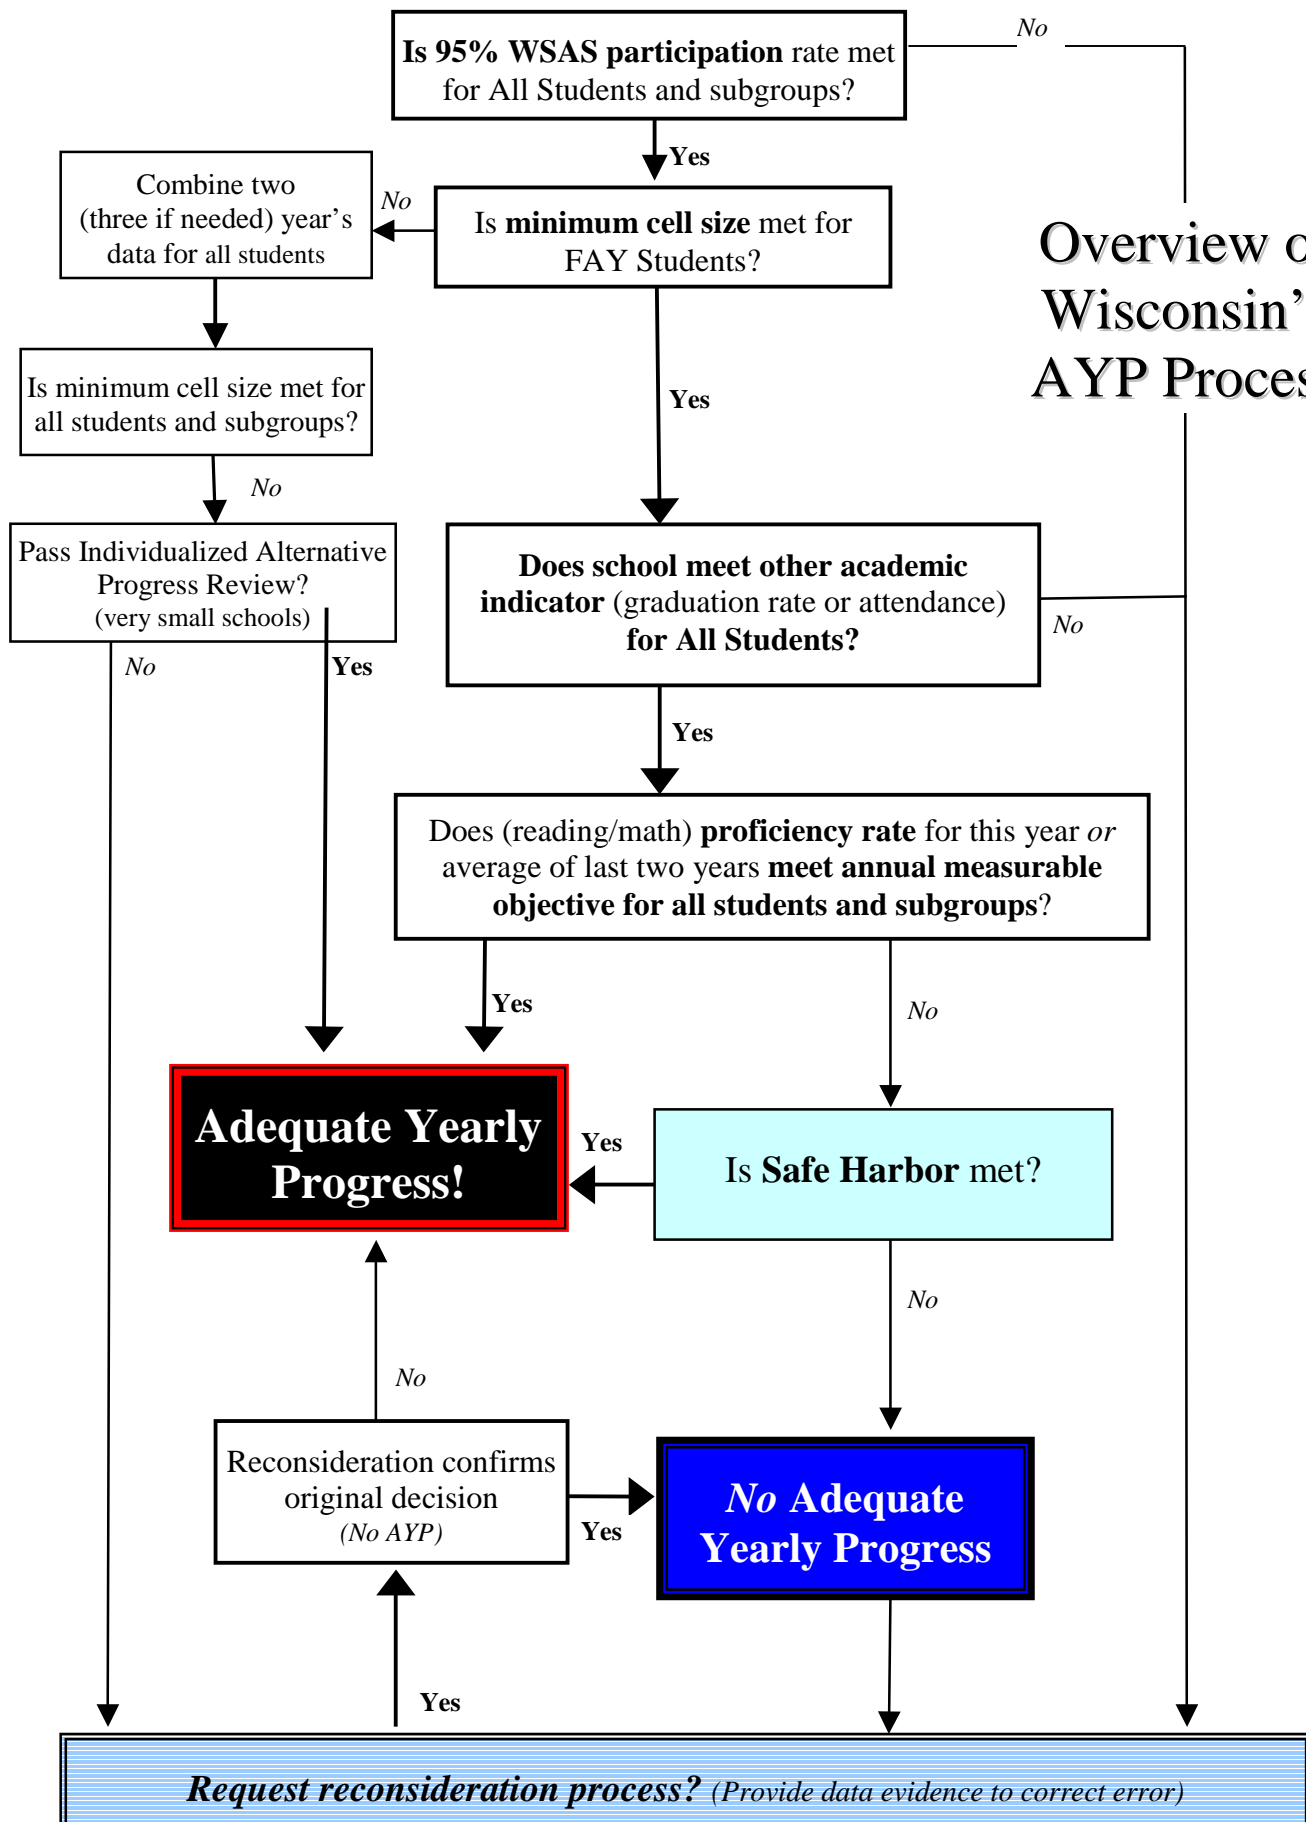 No
Is 95% WSAS participation rate met
for All Students and subgroups?
Yes
Combine two
(three if needed) year's
data for all students
No
Is minimum cell size met for
FAY Students?
Overview o
Wisconsin'
AYP Proces
Is minimum cell size met for
all students and subgroups?
Yes
No
Pass Individualized Alternative
Progress Review?
(very small schools)
Does school meet other academic
indicator (graduation rate or attendance)
for All Students?
No
No
Yes
Yes
Does (reading/math) proficiency rate for this year or
average of last two years meet annual measurable
objective for all students and subgroups?
Yes
No
Adequate Yearly
Progress!
Yes
Is Safe Harbor met?
No
No
Reconsideration confirms
original decision
(No AYP)
Yes
No Adequate
Yearly Progress
Yes
Request reconsideration process? (Provide data evidence to correct error)